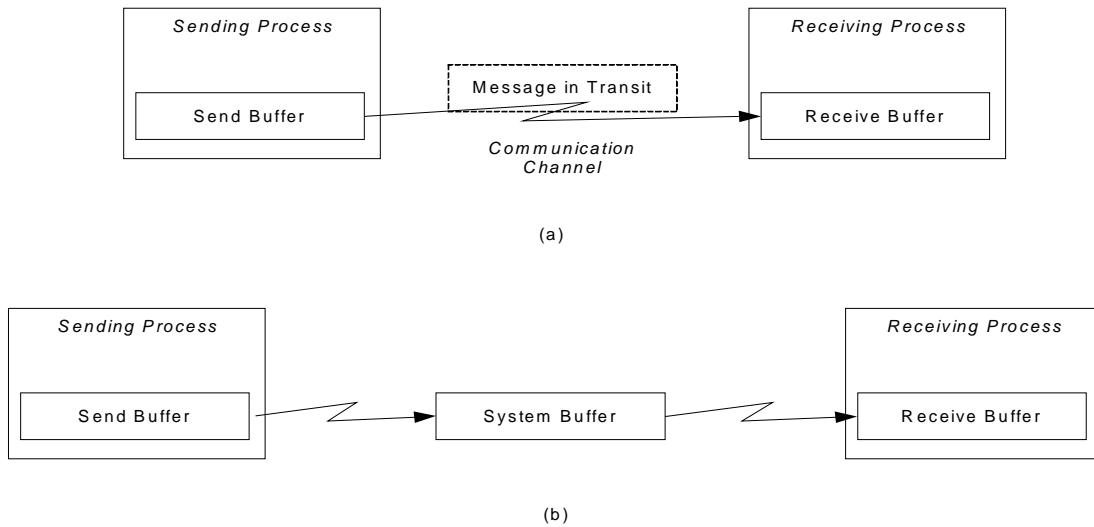 Sending Process
Receiving Process
Message in Transit
Send Buffer
Receive Buffer
Communication
Channel
(a)
Sending Process
Receiving Process
Send Buffer
System Buffer
Receive Buffer
(b)